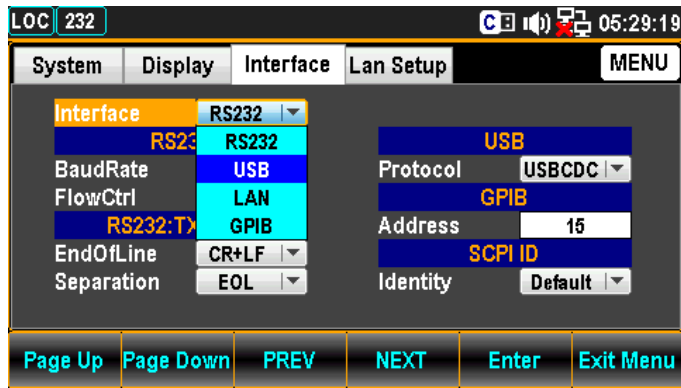 LOC 232 C 05:29:19
System Display Interface Lan Setup MENU
Interface RS232
RS23 RS232 USB
BaudRate USB Protocol USBCDC
FlowCtrl LAN GPIB
RS232:TX GPIB Address 15
EndOfLine CR+LF SCPI ID
Separation EOL Identity Default
Page Up Page Down PREV NEXT Enter Exit Menu